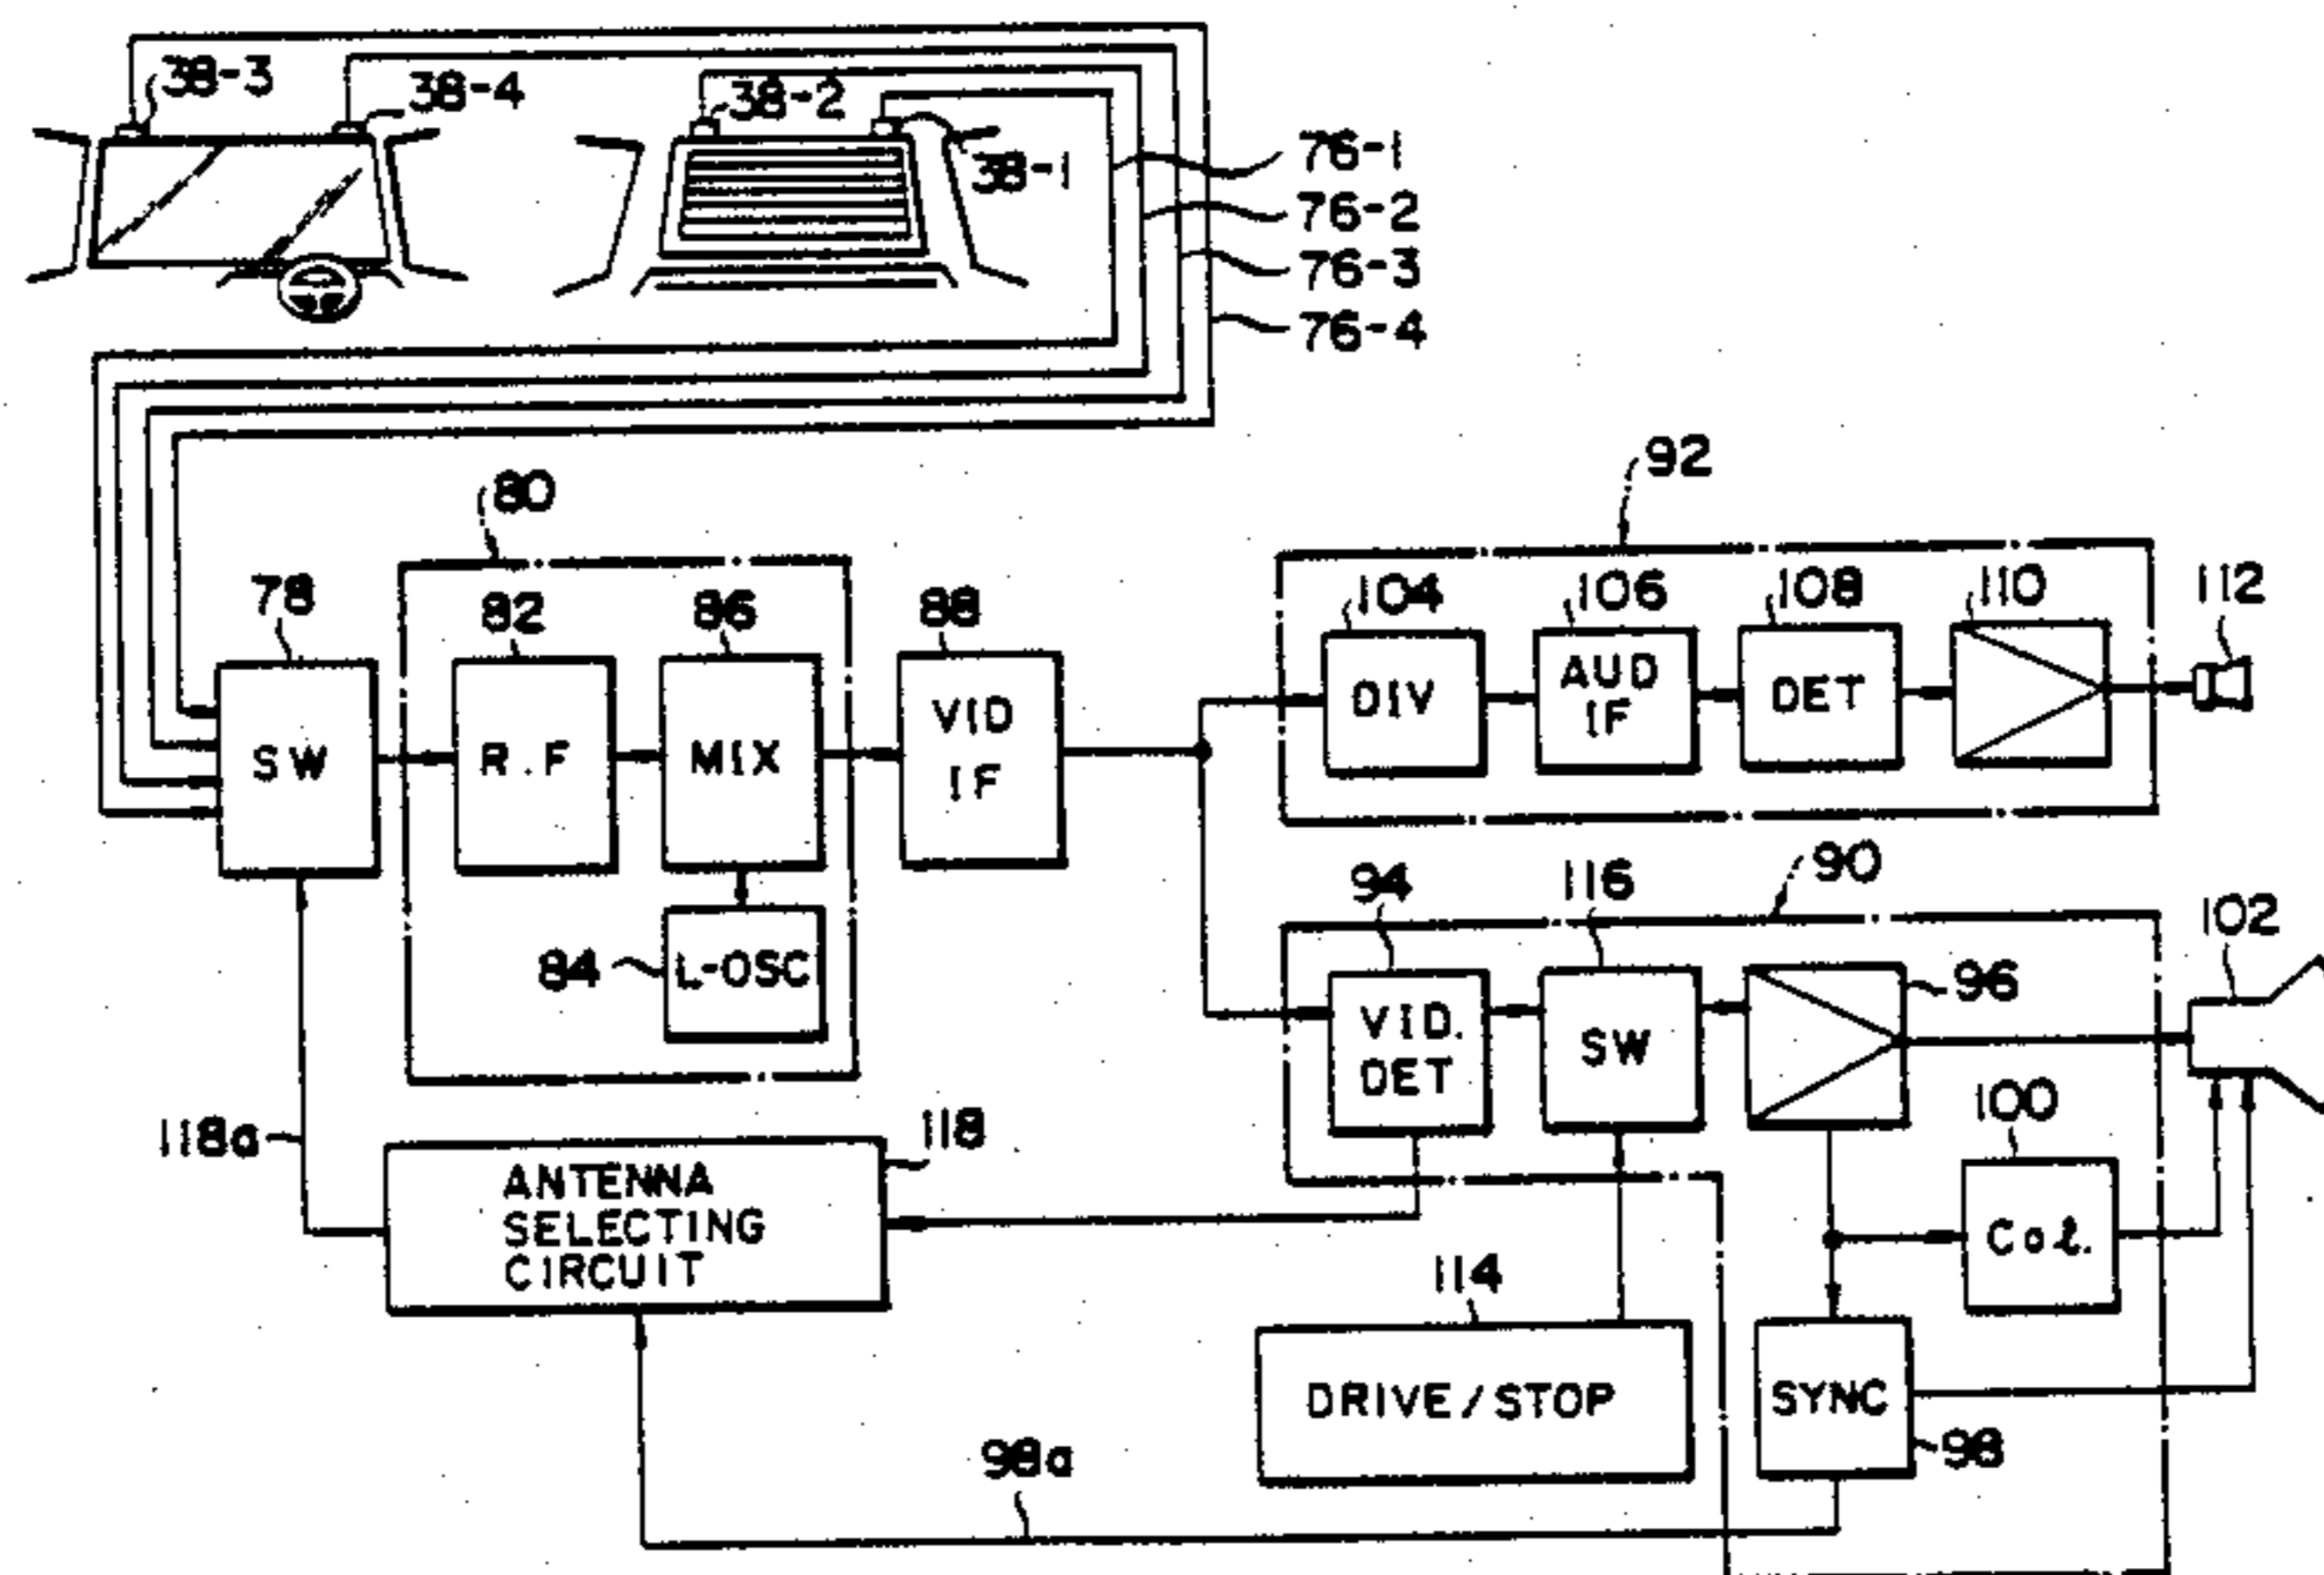 38-3
38-4
38-2
38-1
76-1
76-2
76-3
76-4
92
80
78
82
86
88
104
106
108
110
112
SW
R.F
MIX
VID
IF
DIV
AUD
IF
DET
84
L-OSC
94
116
90
102
VID.
DET
SW
96
100
118a
118
ANTENNA
SELECTING
CIRCUIT
Col.
114
DRIVE/STOP
SYNC
98
98a